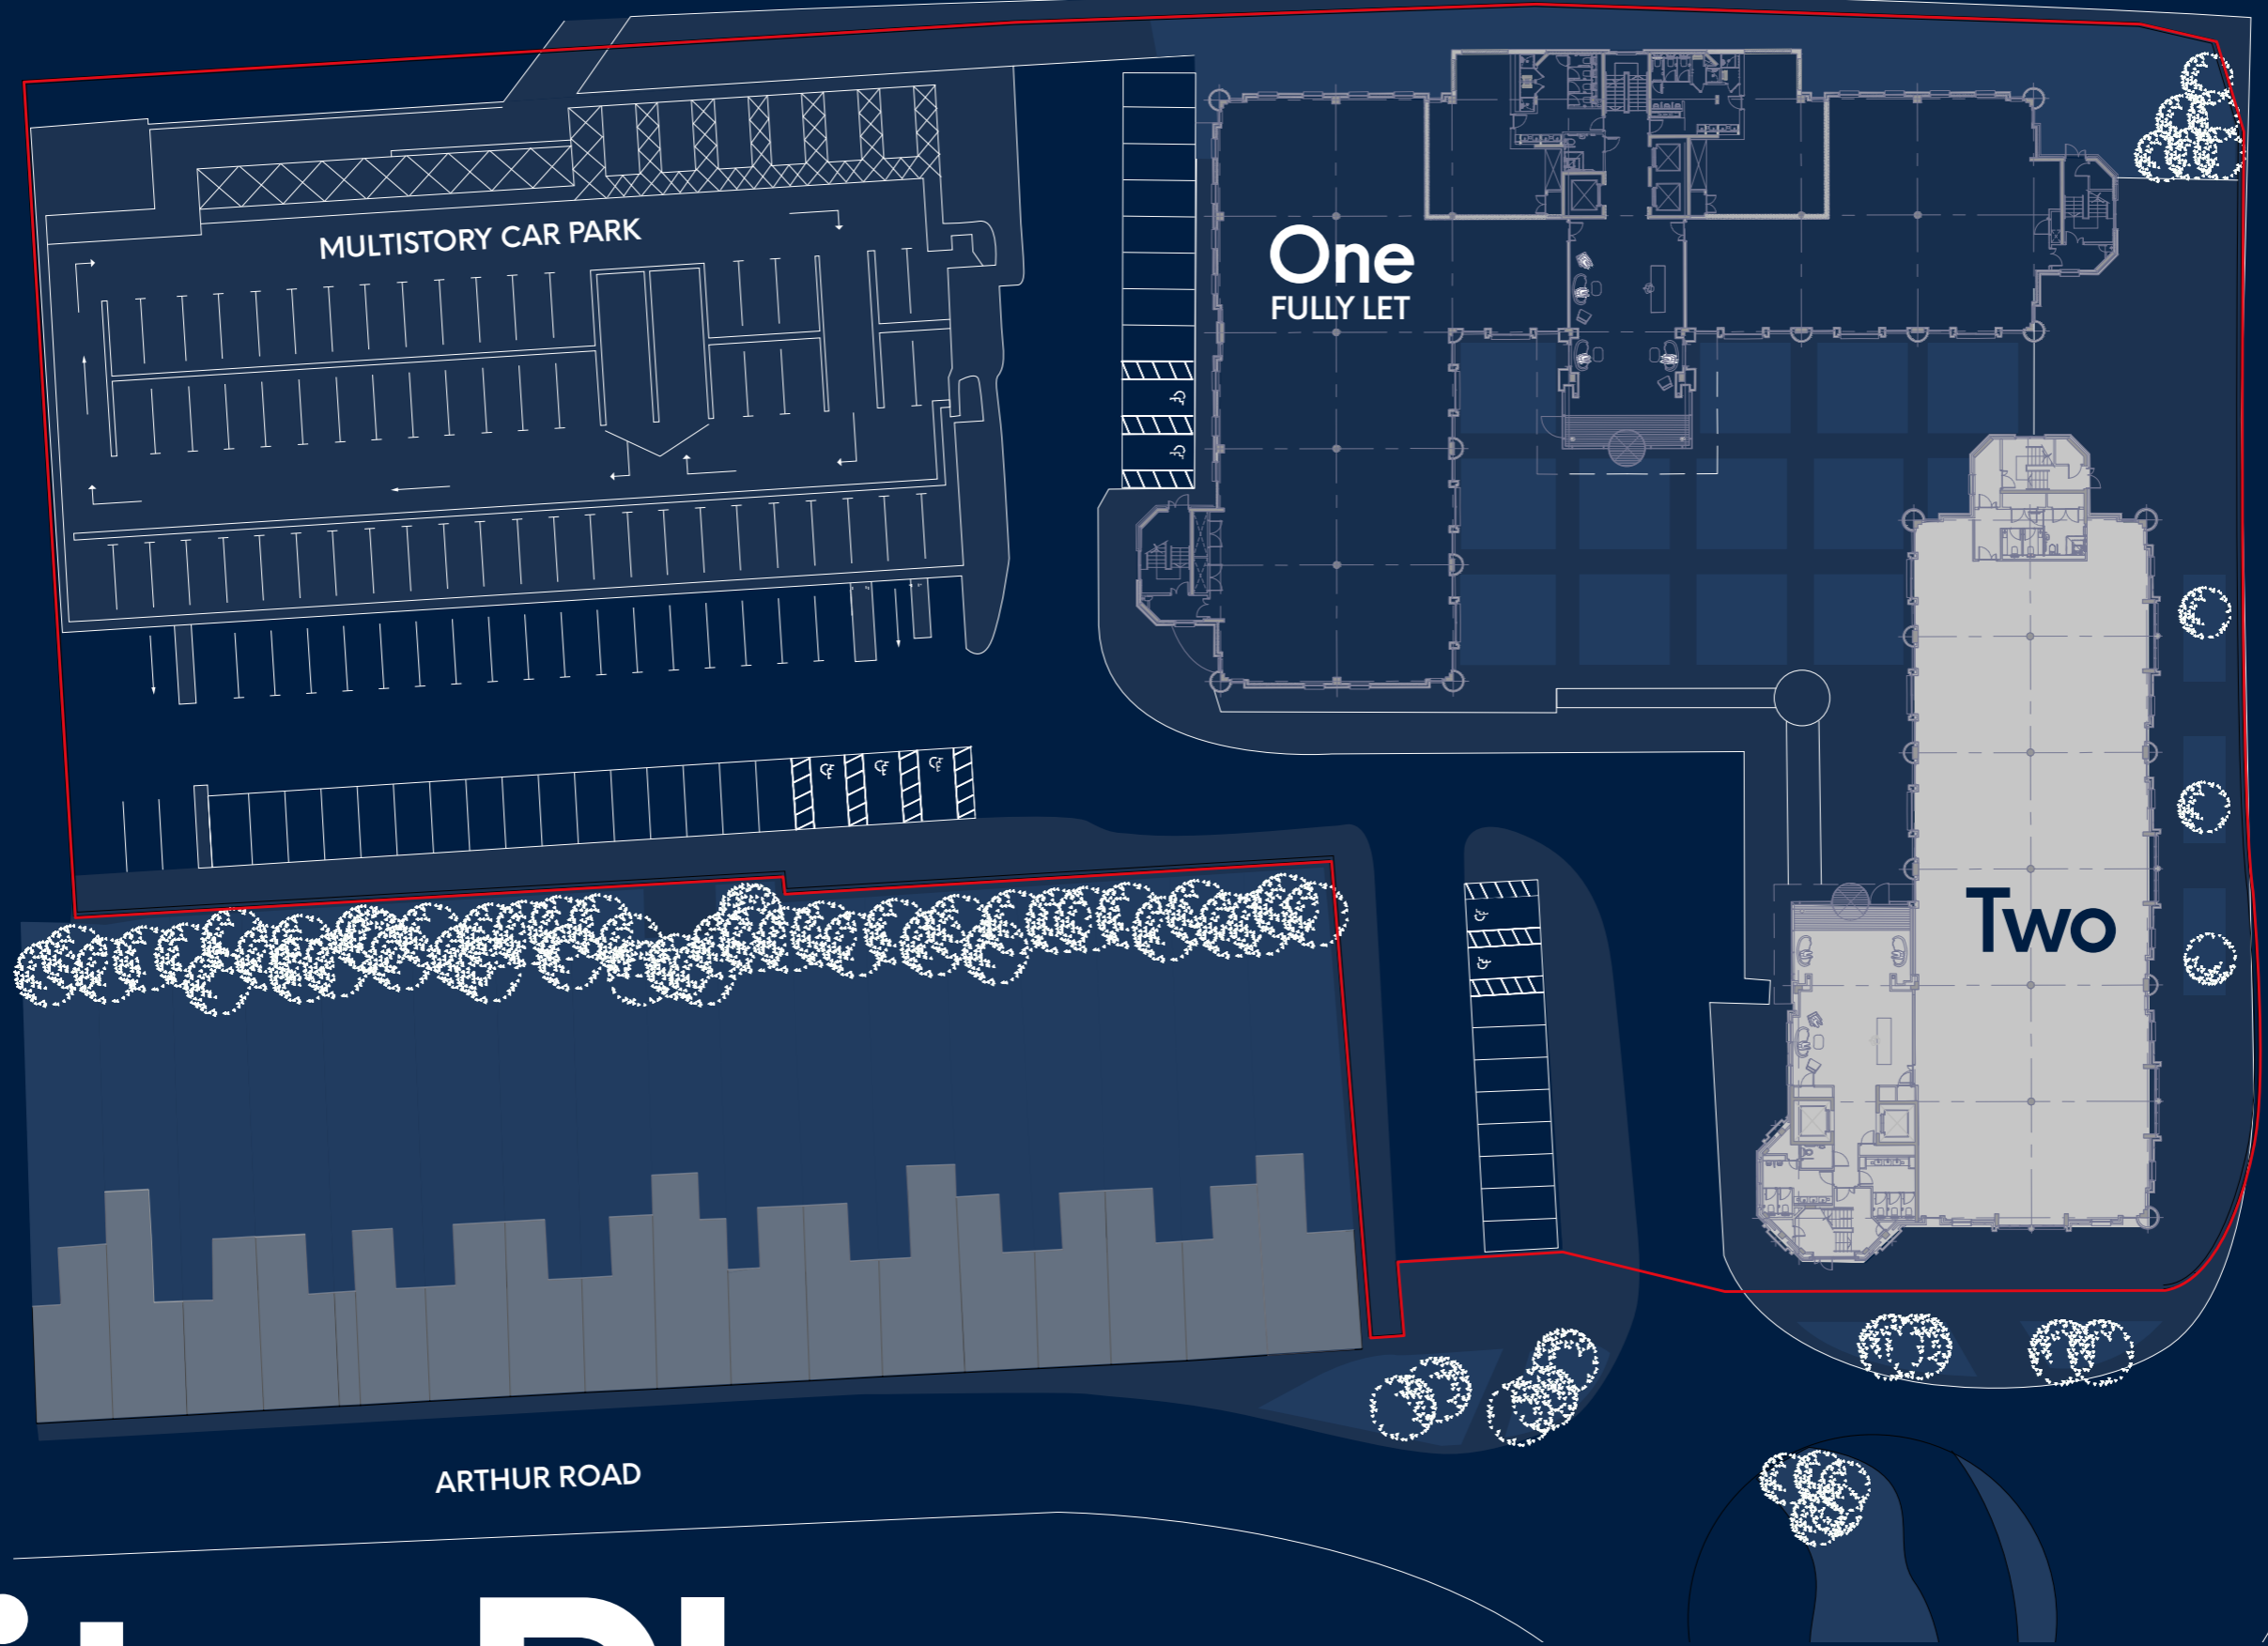 MULTISTORY CAR PARK
One
FULLY LET
Two
ARTHUR ROAD